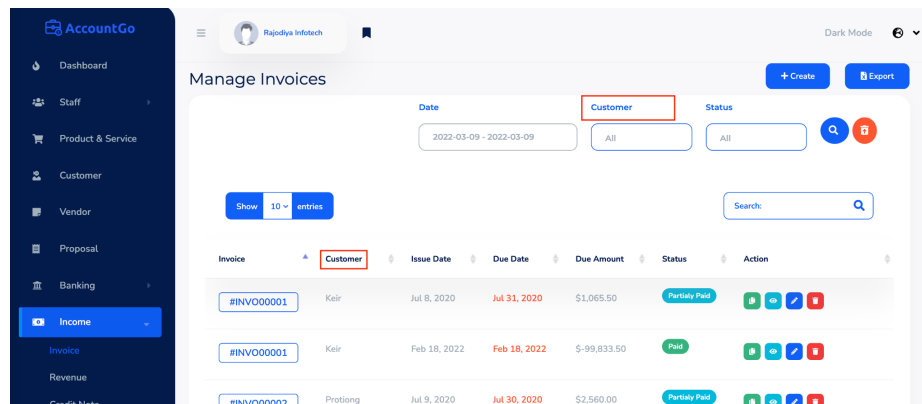 AccountGo
Rajodiya Infotech
Dark Mode
Dashboard
Staff
Product & Service
Customer
Vendor
Proposal
Banking
Income
Invoice
Revenue
Credit Note
Manage Invoices
+ Create
Export
Date
Customer
Status
2022-03-09 - 2022-03-09
All
All
Show 10 entries
Search:
Invoice Customer Issue Date Due Date Due Amount Status Action
#INVO00001 Keir Jul 8, 2020 Jul 31, 2020 $1,065.50 Partialy Paid
#INVO00001 Keir Feb 18, 2022 Feb 18, 2022 $-99,833.50 Paid
#INVO00002 Protiong Jul 9, 2020 Jul 30, 2020 $2,560.00 Partialy Paid